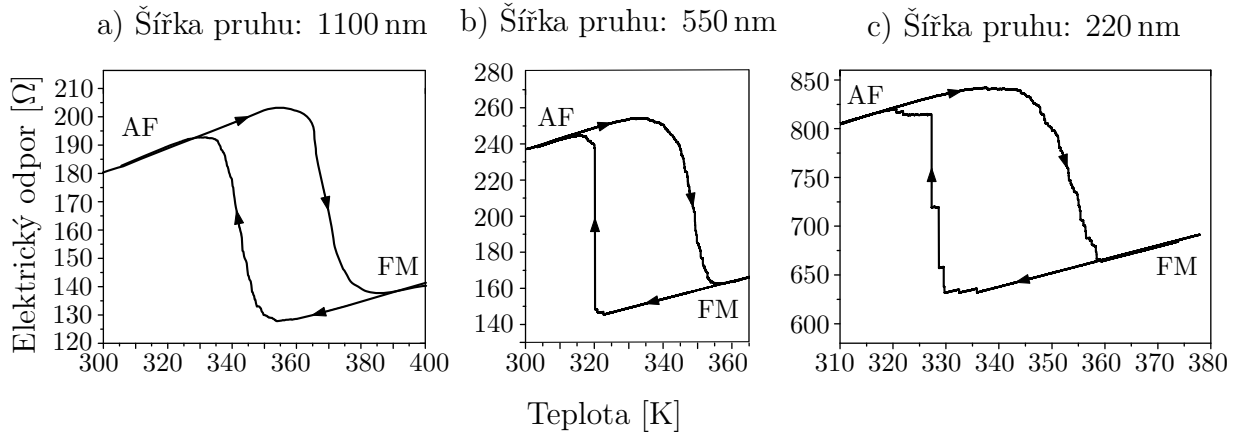 a) Šířka pruhu: 1100 nm
b) Šířka pruhu: 550 nm
c) Šířka pruhu: 220 nm
Elektrický odpor [Ω]
210
200
190
180
170
160
150
140
130
120
AF
FM
300 320 340 360 380 400
280
260
240
220
200
180
160
140
AF
FM
300 320 340 360
850
800
750
700
650
600
AF
FM
310 320 330 340 350 360 370 380
Teplota [K]